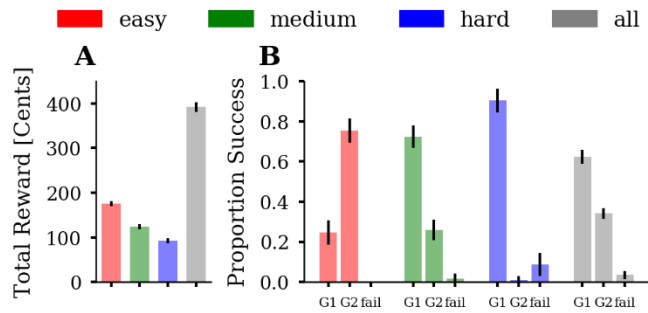 easy medium hard all
A
B
Total Reward [Cents]
400
300
200
100
0
Proportion Success
1.0
0.8
0.6
0.4
0.2
0.0
G1 G2 fail G1 G2 fail G1 G2 fail G1 G2 fail